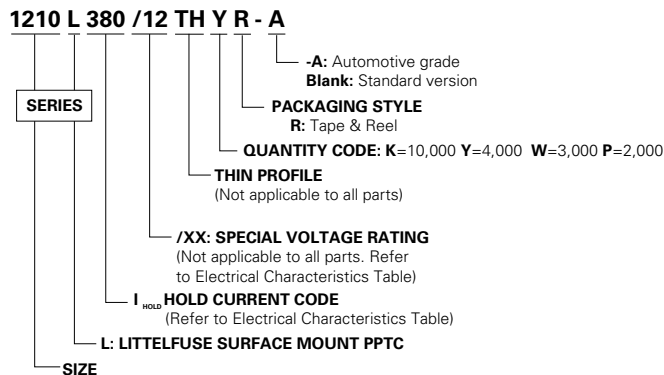 1210 L 380 /12 TH Y R - A
-A: Automotive grade
Blank: Standard version
SERIES
PACKAGING STYLE
R: Tape & Reel
QUANTITY CODE: K=10,000 Y=4,000 W=3,000 P=2,000
THIN PROFILE
(Not applicable to all parts)
/XX: SPECIAL VOLTAGE RATING
(Not applicable to all parts. Refer
to Electrical Characteristics Table)
I HOLD HOLD CURRENT CODE
(Refer to Electrical Characteristics Table)
L: LITTELFUSE SURFACE MOUNT PPTC
SIZE